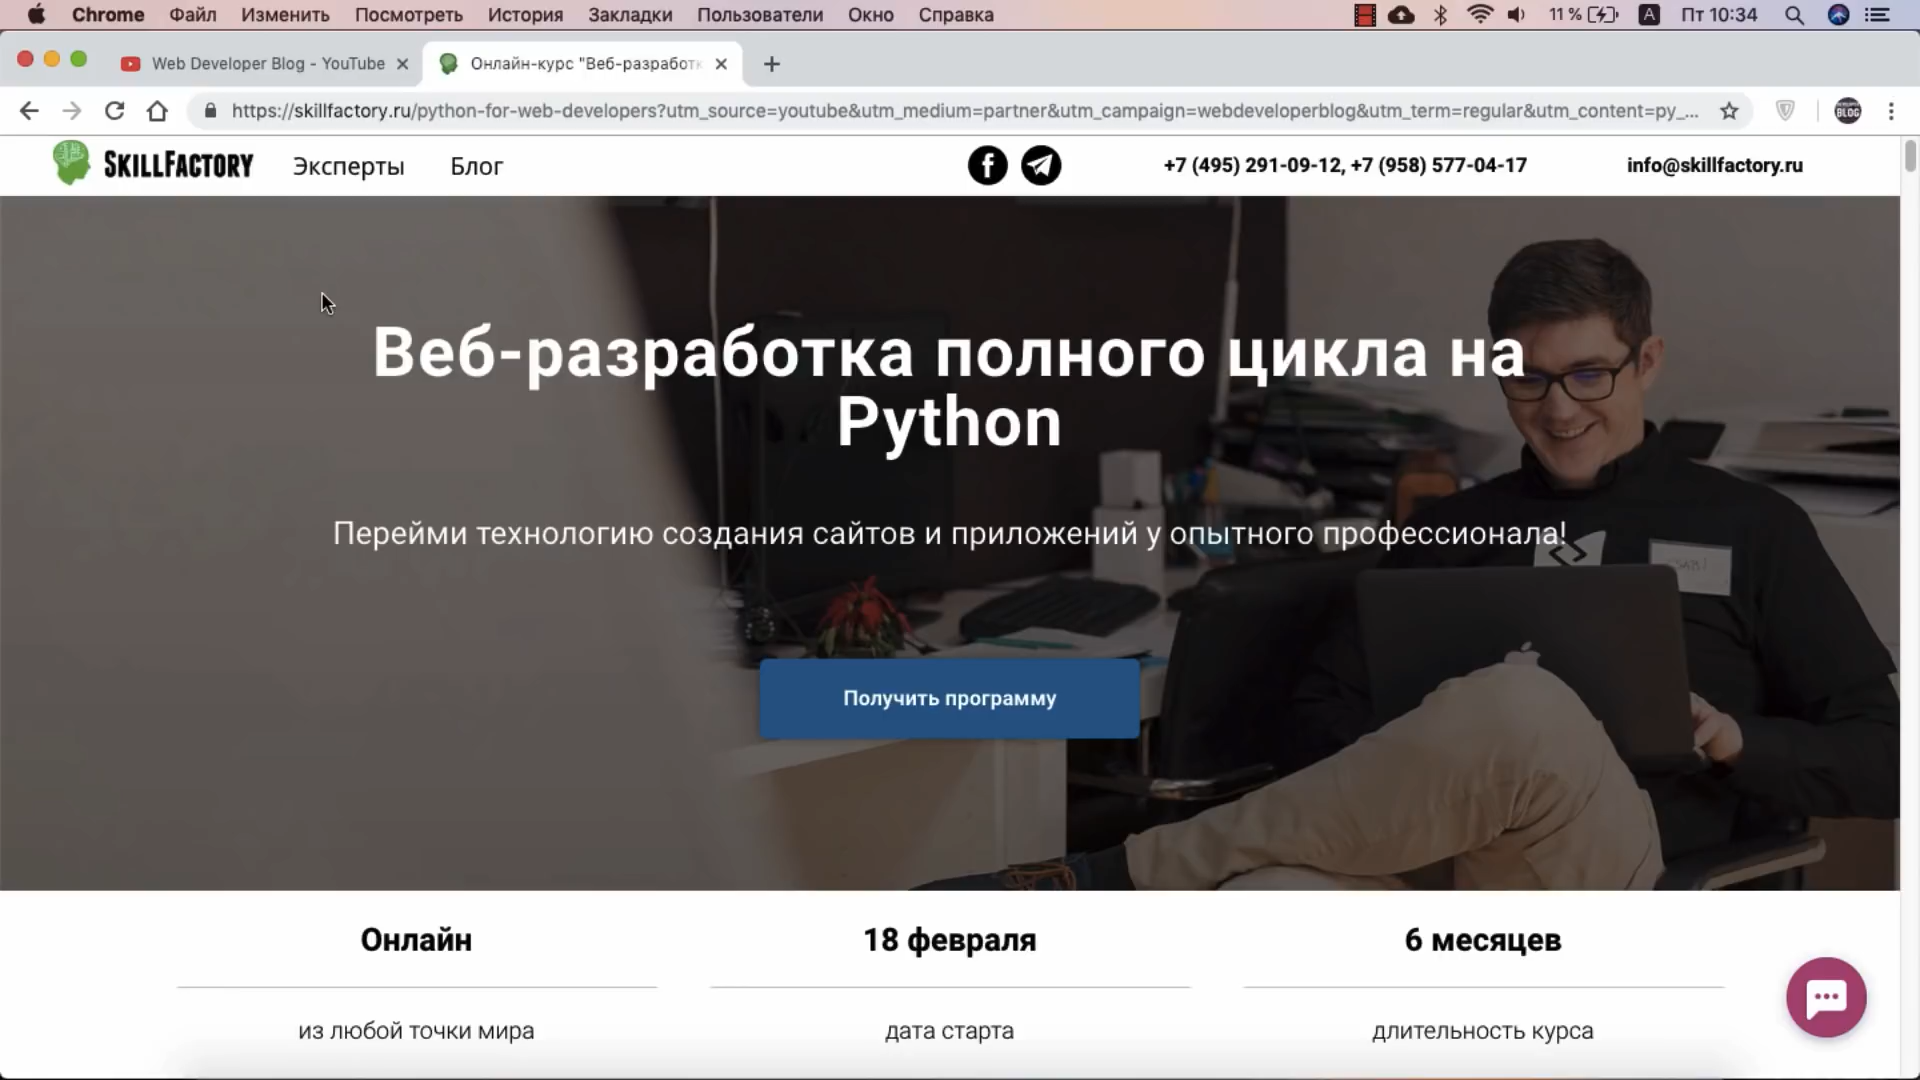 Chrome Файл Изменить Посмотреть История Закладки Пользователи Окно Справка 11 % A Пт 10:34
Web Developer Blog - YouTube
Онлайн-курс "Веб-разработк
https://skillfactory.ru/python-for-web-developers?utm_source=youtube&utm_medium=partner&utm_campaign=webdeveloperblog&utm_term=regular&utm_content=py_...
BLOG
SKILLFACTORY Эксперты Блог +7 (495) 291-09-12, +7 (958) 577-04-17 info@skillfactory.ru
Веб-разработка полного цикла на
Python
Перейми технологию создания сайтов и приложений у опытного профессионала!
Получить программу
Онлайн 18 февраля 6 месяцев
из любой точки мира дата старта длительность курса